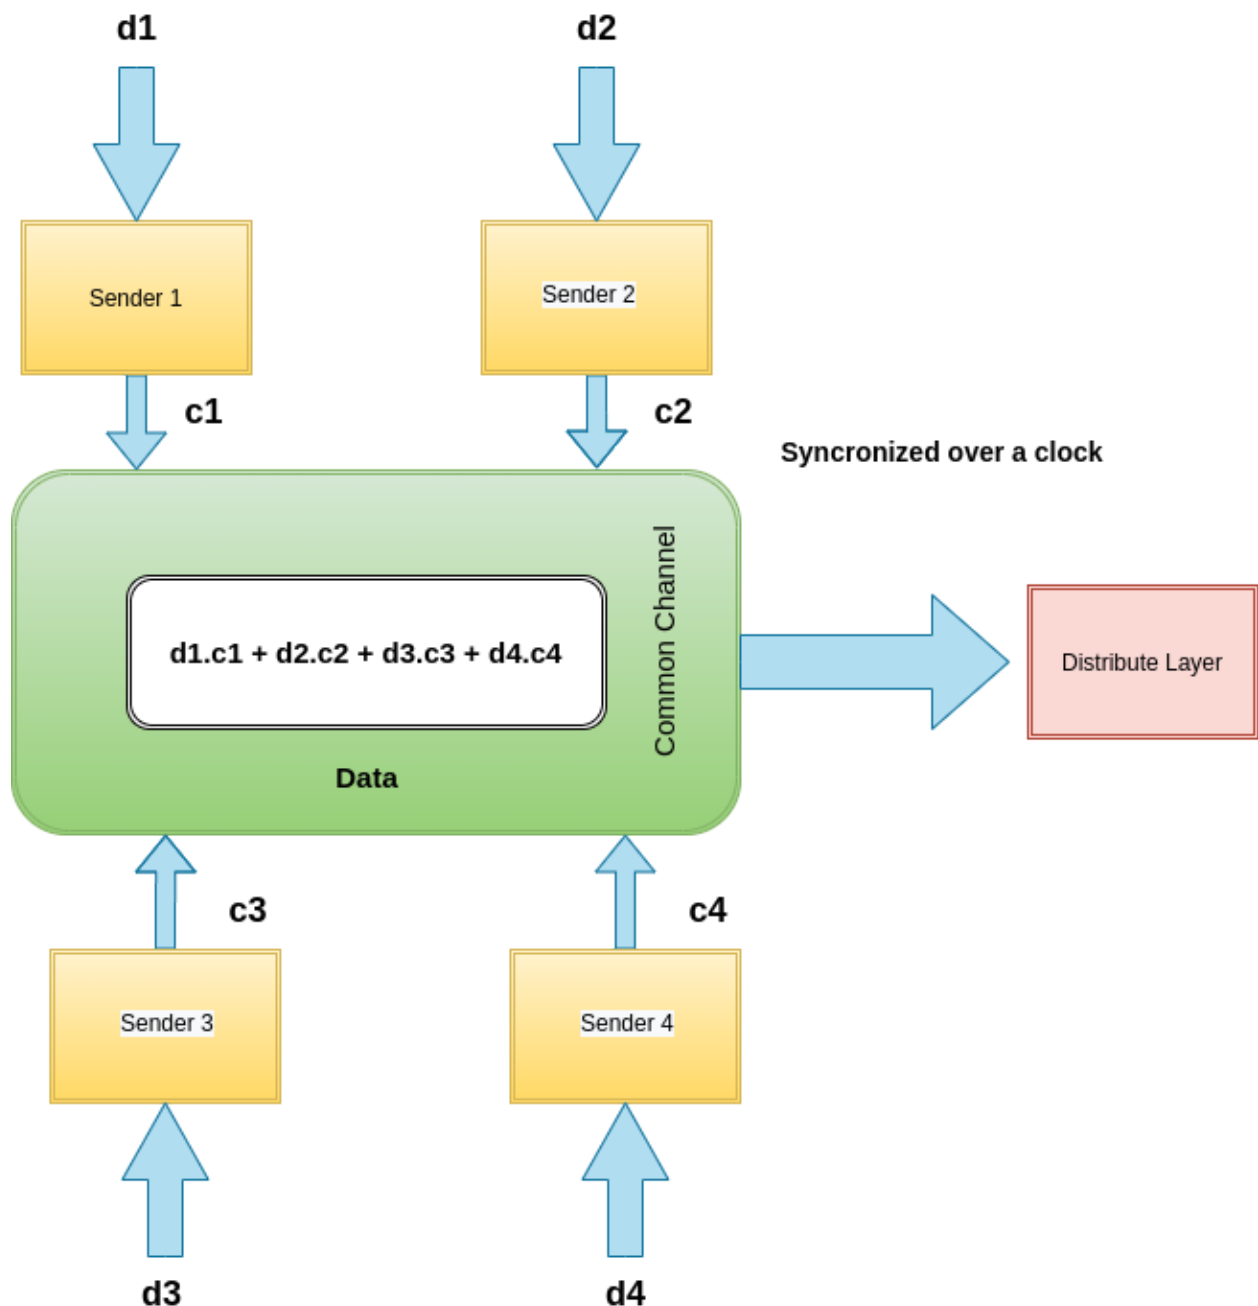 d1
d2
Sender 1
Sender 2
c1
c2
Syncronized over a clock
Common Channel
d1.c1 + d2.c2 + d3.c3 + d4.c4
Distribute Layer
Data
c3
c4
Sender 3
Sender 4
d3
d4